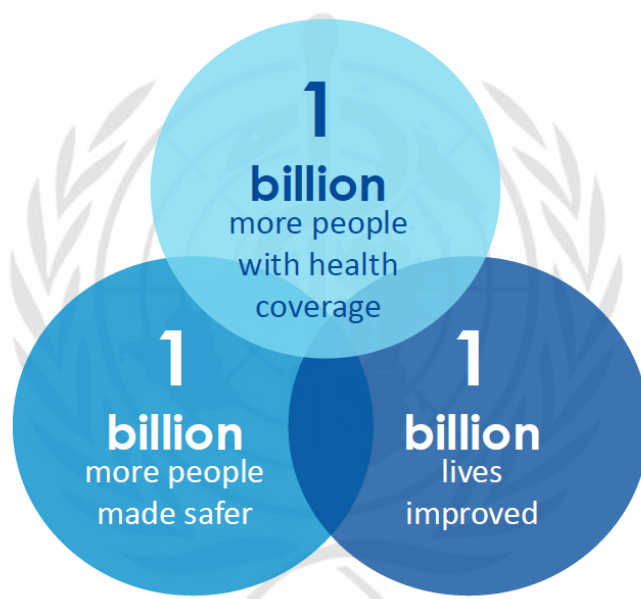 1
billion
more people
with health
coverage
1
billion
more people
made safer
1
billion
lives
improved